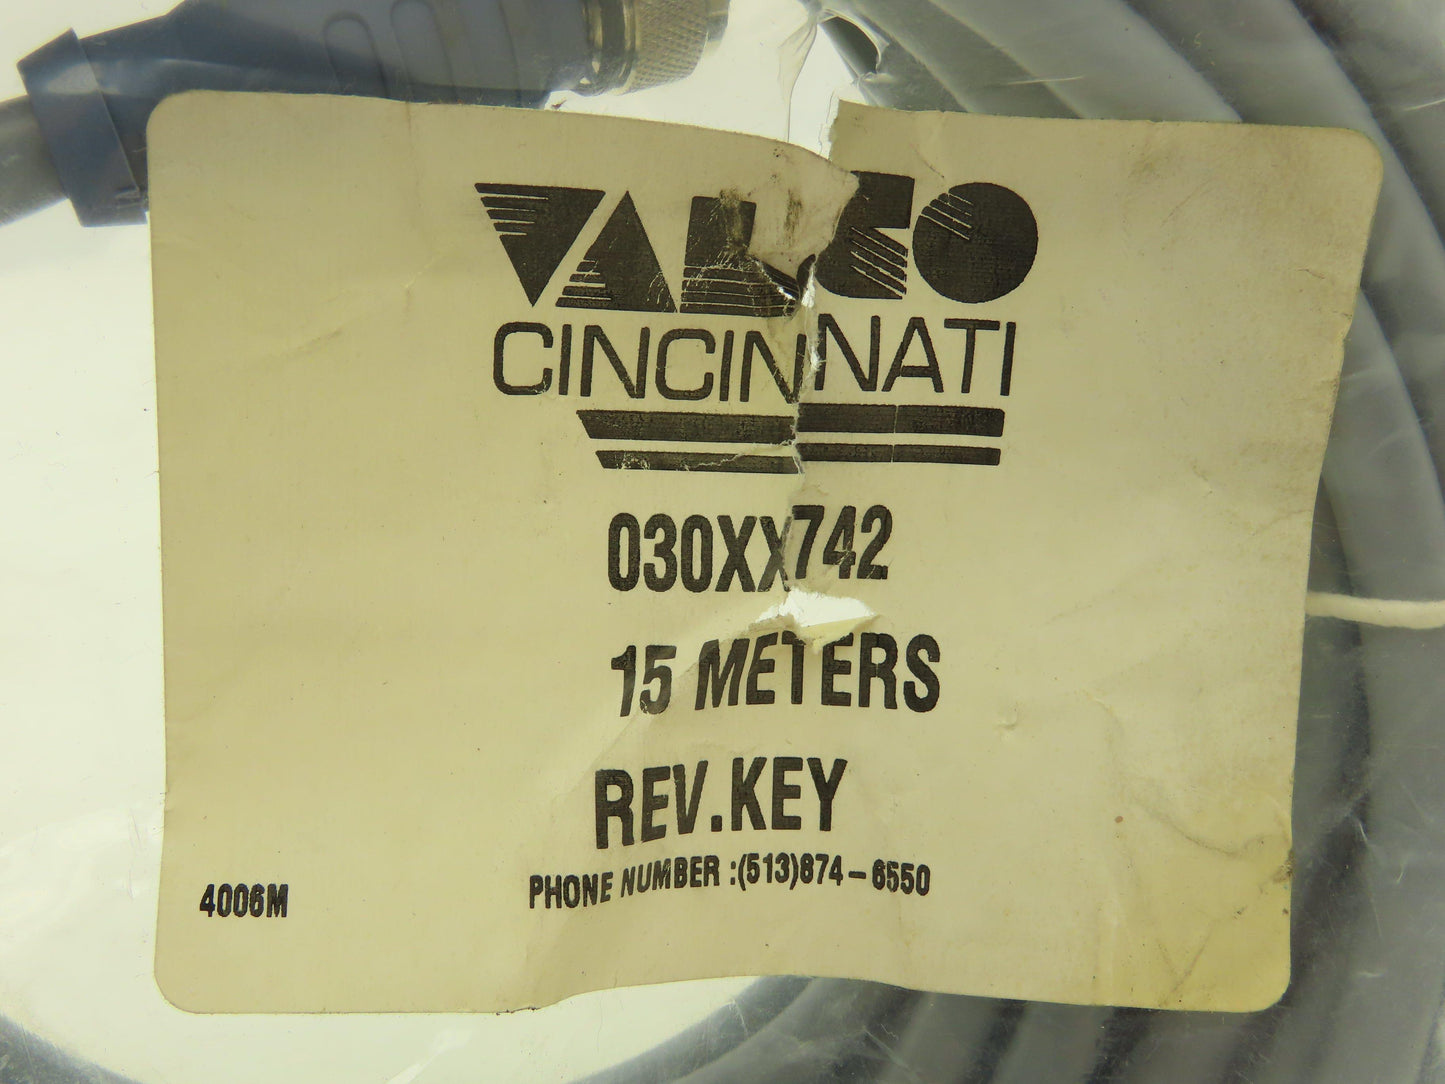 VALCO
CINCINNATI
030XX742
15 METERS
REV.KEY
PHONE NUMBER :(513)874-6550
4006M